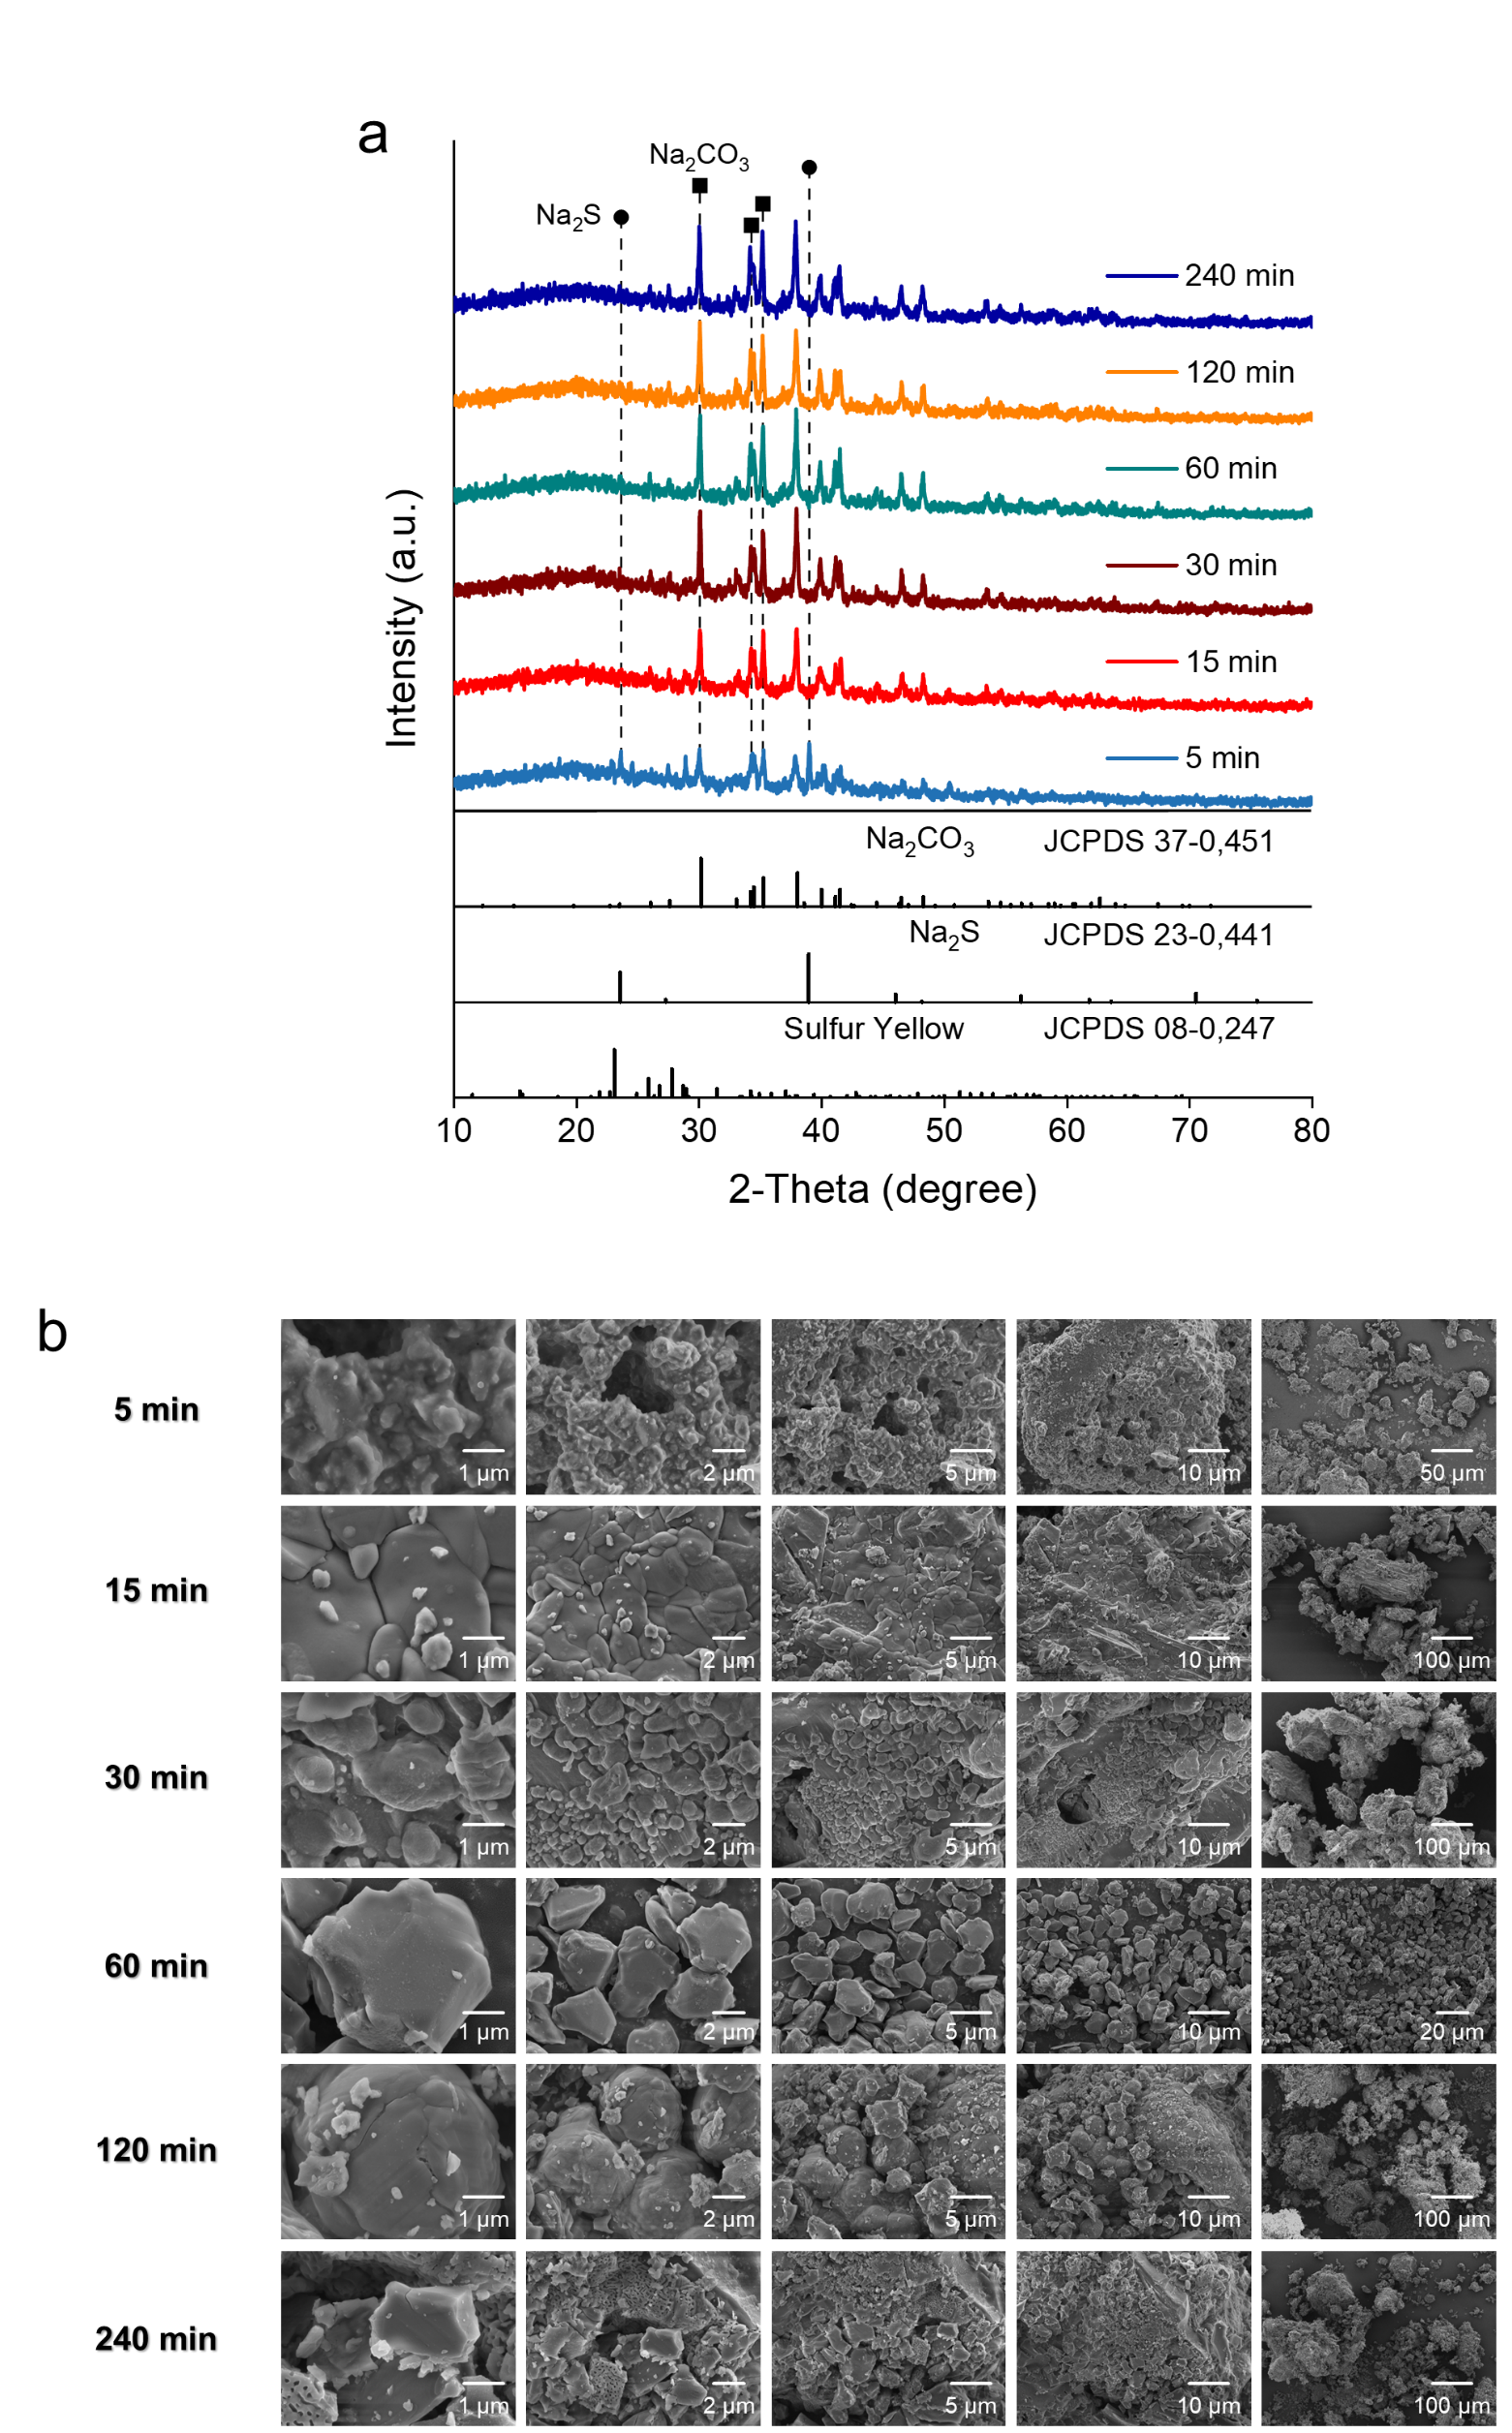 a
Na2CO3
Na2S
240 min
120 min
60 min
30 min
15 min
5 min
Intensity (a.u.)
Na2CO3 JCPDS 37-0,451
Na2S JCPDS 23-0,441
Sulfur Yellow JCPDS 08-0,247
10 20 30 40 50 60 70 80
2-Theta (degree)
b
5 min
1 μm 2 μm 5 μm 10 μm 50 μm
15 min
1 μm 2 μm 5 μm 10 μm 100 μm
30 min
1 μm 2 μm 5 μm 10 μm 100 μm
60 min
1 μm 2 μm 5 μm 10 μm 20 μm
120 min
1 μm 2 μm 5 μm 10 μm 100 μm
240 min
1 μm 2 μm 5 μm 10 μm 100 μm